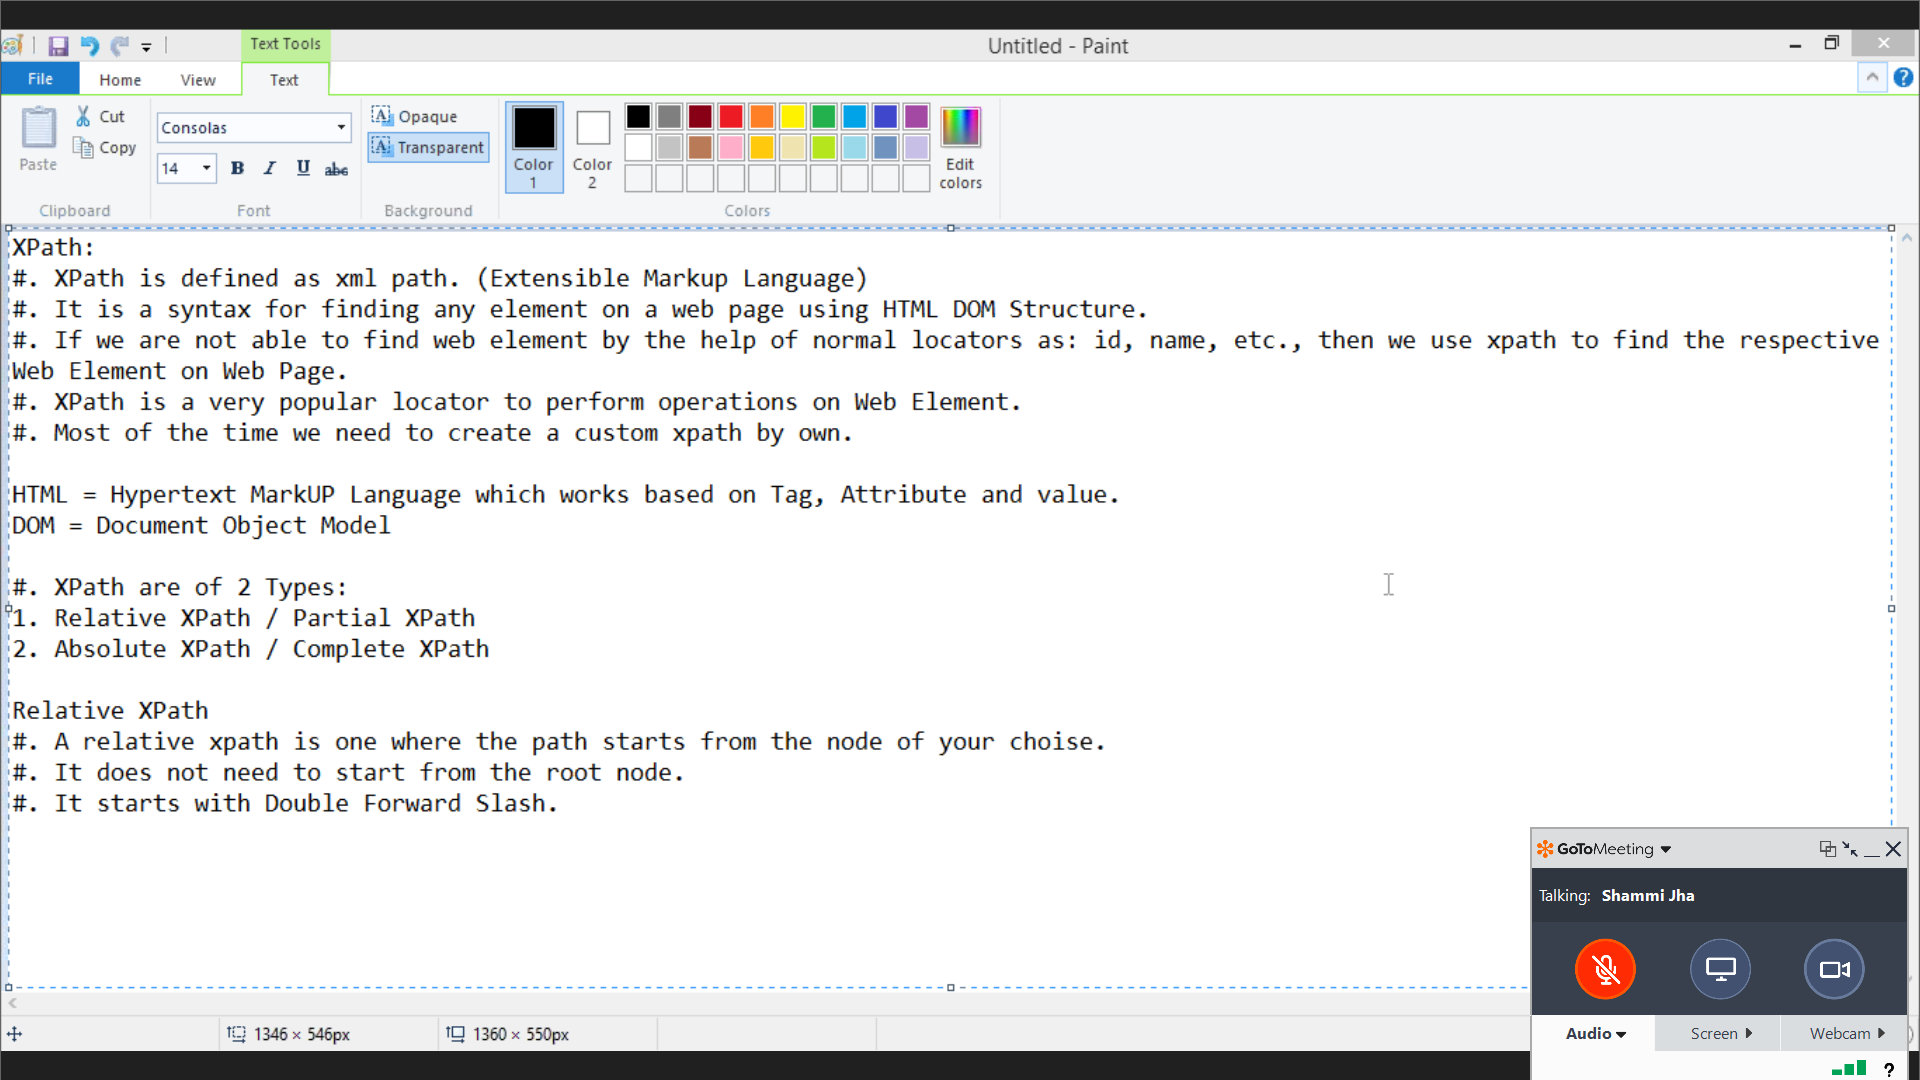 Text Tools
Untitled - Paint
File
Home
View
Text
Paste
Cut
Copy
Clipboard
Consolas
14
B I U abc
Font
Opaque
Transparent
Background
Color 1
Color 2
Edit colors
Colors
XPath:
#. XPath is defined as xml path. (Extensible Markup Language)
#. It is a syntax for finding any element on a web page using HTML DOM Structure.
#. If we are not able to find web element by the help of normal locators as: id, name, etc., then we use xpath to find the respective
Web Element on Web Page.
#. XPath is a very popular locator to perform operations on Web Element.
#. Most of the time we need to create a custom xpath by own.
HTML = Hypertext MarkUP Language which works based on Tag, Attribute and value.
DOM = Document Object Model
#. XPath are of 2 Types:
1. Relative XPath / Partial XPath
2. Absolute XPath / Complete XPath
Relative XPath
#. A relative xpath is one where the path starts from the node of your choise.
#. It does not need to start from the root node.
#. It starts with Double Forward Slash.
GoToMeeting
Talking: Shammi Jha
Audio
Screen
Webcam
?
1346 × 546px
1360 × 550px